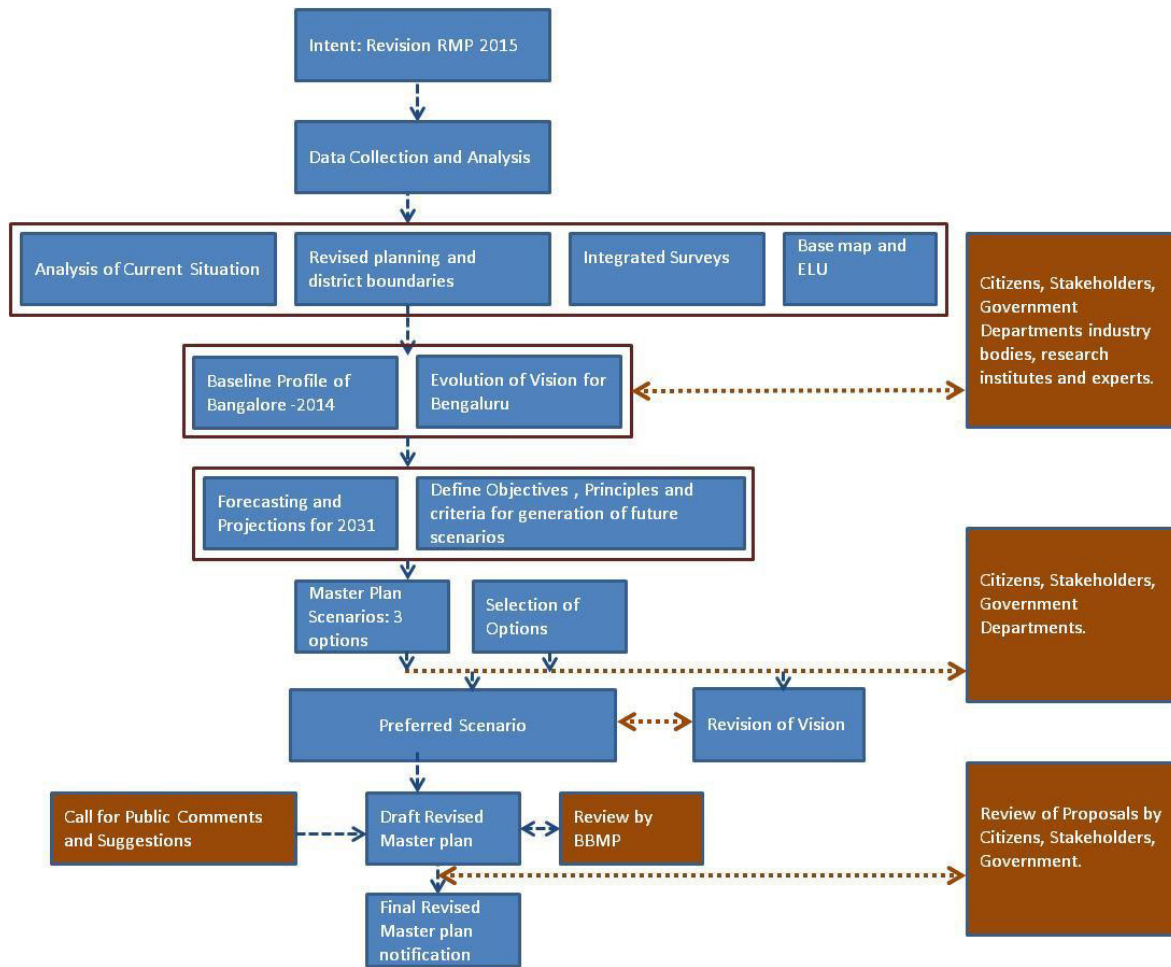 Intent: Revision RMP 2015
Data Collection and Analysis
Analysis of Current Situation
Revised planning and
district boundaries
Integrated Surveys
Base map and
ELU
Citizens, Stakeholders,
Government
Departments industry
bodies, research
institutes and experts.
Baseline Profile of
Bangalore -2014
Evolution of Vision for
Bengaluru
Forecasting and
Projections for 2031
Define Objectives , Principles and
criteria for generation of future
scenarios
Master Plan
Scenarios: 3
options
Selection of
Options
Citizens, Stakeholders,
Government
Departments.
Preferred Scenario
Revision of Vision
Call for Public Comments
and Suggestions
Draft Revised
Master plan
Review by
BBMP
Review of Proposals by
Citizens, Stakeholders,
Government.
Final Revised
Master plan
notification